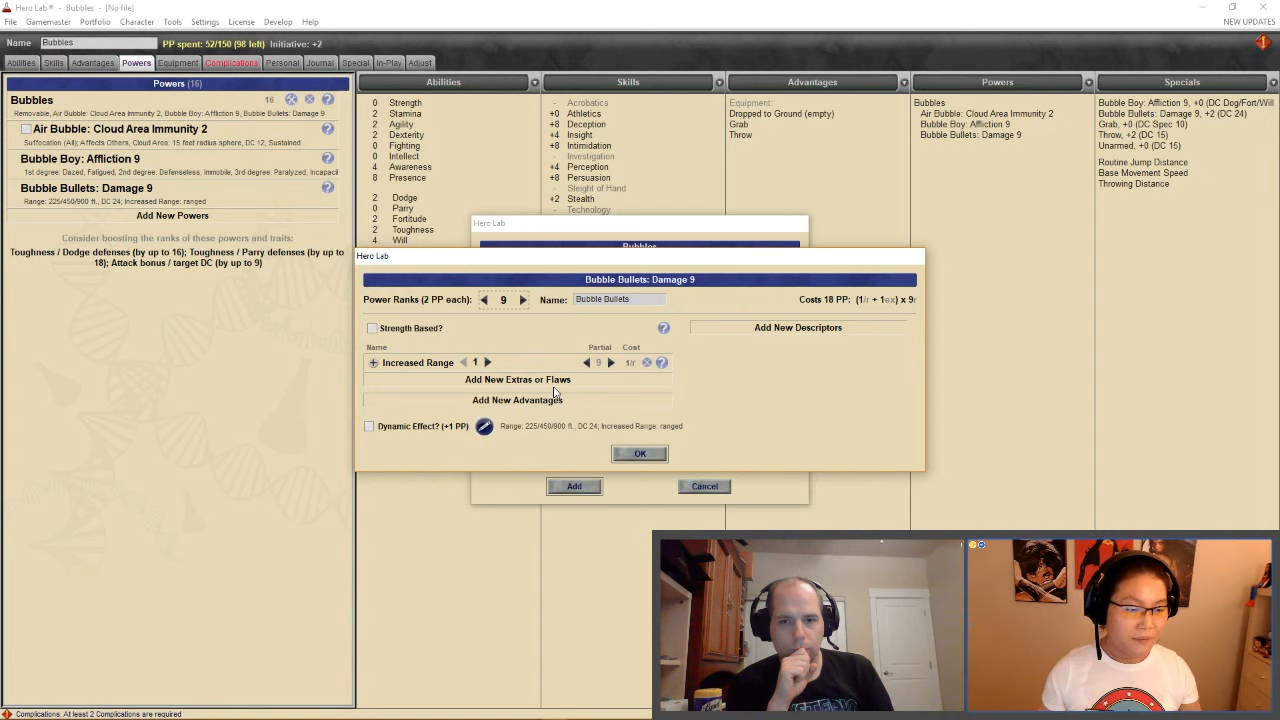 Hero Lab® - Bubbles - [No file]
File Gamemaster Portfolio Character Tools Settings License Develop Help NEW UPDATES
Name Bubbles PP spent: 52/150 (98 left) Initiative: +2
Abilities Skills Advantages Powers Equipment Complications Personal Journal Special In-Play Adjust
Powers (16)
Bubbles 16
Removable, Air Bubble: Cloud Area Immunity 2, Bubble Boy: Affliction 9, Bubble Bullets: Damage 9
Air Bubble: Cloud Area Immunity 2
Suffocation (All); Affects Others, Cloud Area: 15 feet radius sphere, DC 12, Sustained
Bubble Boy: Affliction 9
1st degree: Dazed, Fatigued, 2nd degree: Defenseless, Immobile, 3rd degree: Paralyzed, Incapaci
Bubble Bullets: Damage 9
Range: 225/450/900 ft., DC 24; Increased Range: ranged
Add New Powers
Consider boosting the ranks of these powers and traits:
Toughness / Dodge defenses (by up to 16); Toughness / Parry defenses (by up to
18); Attack bonus / target DC (by up to 9)
Abilities
0 Strength
2 Stamina
2 Agility
2 Dexterity
0 Fighting
0 Intellect
4 Awareness
8 Presence
2 Dodge
0 Parry
2 Fortitude
2 Toughness
4 Will
Skills
- Acrobatics
+0 Athletics
+8 Deception
+4 Insight
+8 Intimidation
- Investigation
+4 Perception
+8 Persuasion
- Sleight of Hand
+2 Stealth
- Technology
Advantages
Equipment:
Dropped to Ground (empty)
Grab
Throw
Powers
Bubbles
Air Bubble: Cloud Area Immunity 2
Bubble Boy: Affliction 9
Bubble Bullets: Damage 9
Specials
Bubble Boy: Affliction 9, +0 (DC Dog/Fort/Will
Bubble Bullets: Damage 9, +2 (DC 24)
Grab, +0 (DC Spec 10)
Throw, +2 (DC 15)
Unarmed, +0 (DC 15)
Routine Jump Distance
Base Movement Speed
Throwing Distance
Hero Lab
Bubbles
Hero Lab
Bubble Bullets: Damage 9
Power Ranks (2 PP each): 9 Name: Bubble Bullets Costs 18 PP: (1/r + 1ex) x 9r
Strength Based? Add New Descriptors
Name Partial Cost
Increased Range 1 9 1/r
Add New Extras or Flaws
Add New Advantages
Dynamic Effect? (+1 PP) Range: 225/450/900 ft., DC 24; Increased Range: ranged
OK
Add Cancel
Complications: At least 2 Complications are required